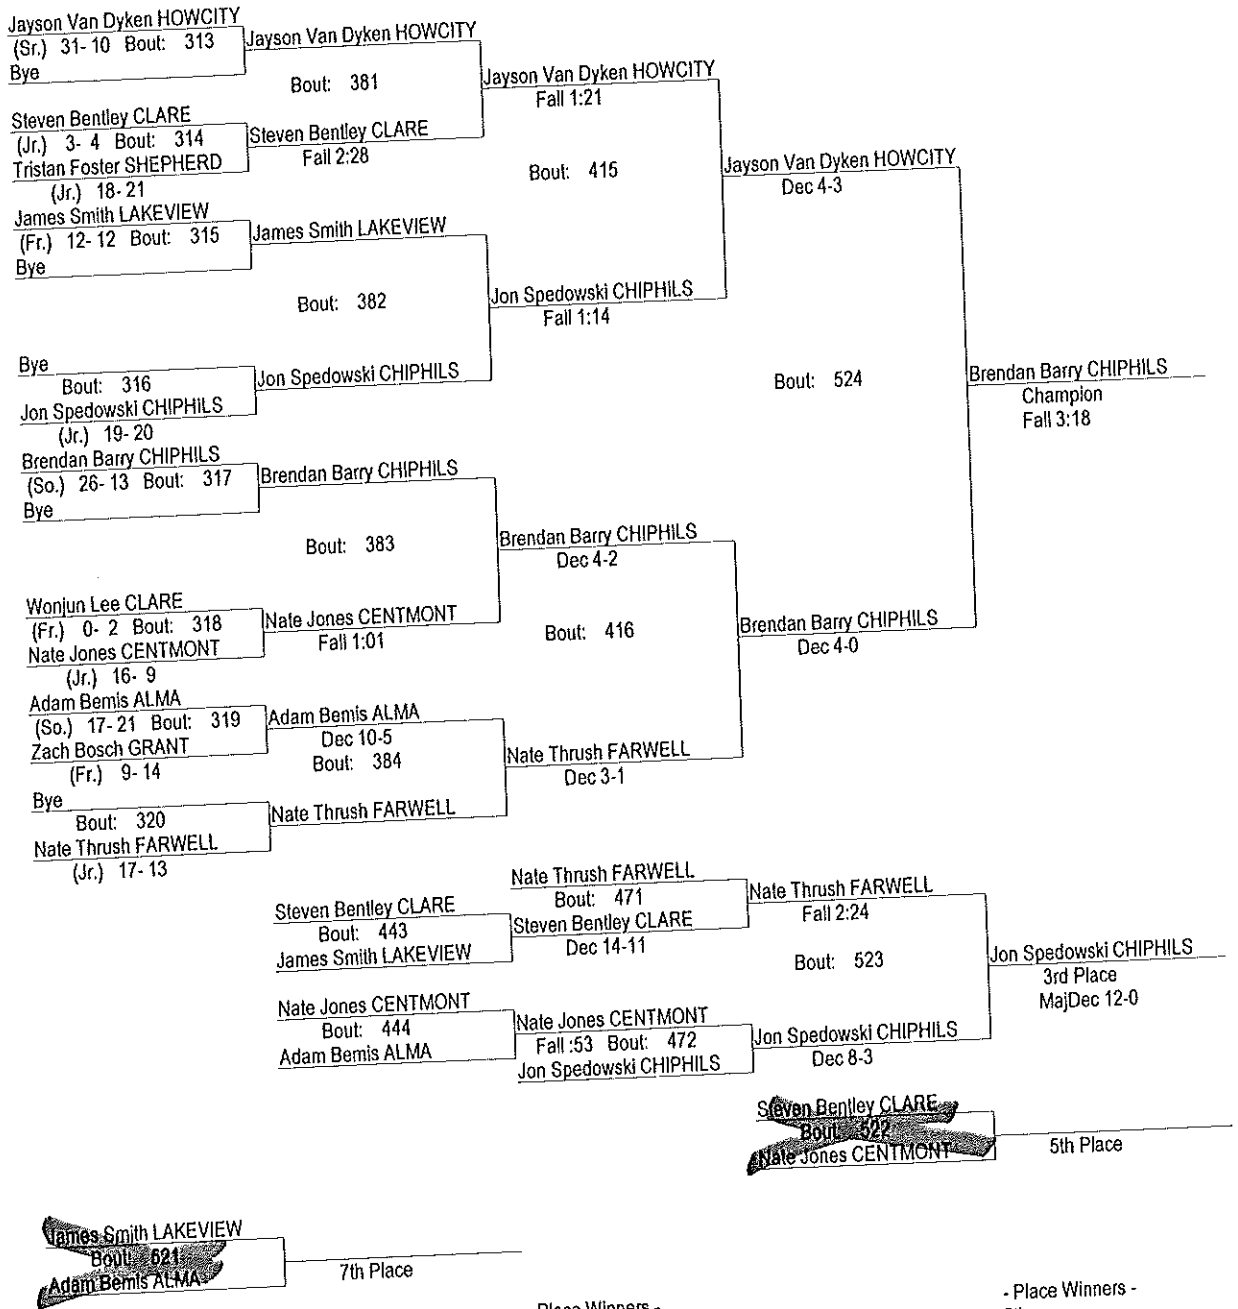 Jayson Van Dyken HOWCITY
(Sr.) 31- 10 Bout: 313
Bye
Jayson Van Dyken HOWCITY
Bout: 381
Steven Bentley CLARE
(Jr.) 3- 4 Bout: 314
Tristan Foster SHEPHERD
(Jr.) 18- 21
Steven Bentley CLARE
Fall 2:28
Jayson Van Dyken HOWCITY
Fall 1:21
Bout: 415
James Smith LAKEVIEW
(Fr.) 12- 12 Bout: 315
Bye
James Smith LAKEVIEW
Bout: 382
Bye
Bout: 316
Jon Spedowski CHIPHILS
(Jr.) 19- 20
Jon Spedowski CHIPHILS
Jon Spedowski CHIPHILS
Fall 1:14
Jayson Van Dyken HOWCITY
Dec 4-3
Bout: 524
Brendan Barry CHIPHILS
Champion
Fall 3:18
Brendan Barry CHIPHILS
(So.) 26- 13 Bout: 317
Bye
Brendan Barry CHIPHILS
Bout: 383
Wonjun Lee CLARE
(Fr.) 0- 2 Bout: 318
Nate Jones CENTMONT
(Jr.) 16- 9
Nate Jones CENTMONT
Fall 1:01
Brendan Barry CHIPHILS
Dec 4-2
Bout: 416
Brendan Barry CHIPHILS
Dec 4-0
Adam Bemis ALMA
(So.) 17- 21 Bout: 319
Zach Bosch GRANT
(Fr.) 9- 14
Adam Bemis ALMA
Dec 10-5
Bout: 384
Bye
Bout: 320
Nate Thrush FARWELL
(Jr.) 17- 13
Nate Thrush FARWELL
Nate Thrush FARWELL
Dec 3-1
Steven Bentley CLARE
Bout: 443
James Smith LAKEVIEW
Nate Thrush FARWELL
Bout: 471
Steven Bentley CLARE
Dec 14-11
Nate Thrush FARWELL
Fall 2:24
Bout: 523
Jon Spedowski CHIPHILS
3rd Place
MajDec 12-0
Nate Jones CENTMONT
Bout: 444
Adam Bemis ALMA
Nate Jones CENTMONT
Fall :53 Bout: 472
Jon Spedowski CHIPHILS
Jon Spedowski CHIPHILS
Dec 8-3
Steven Bentley CLARE
Bout: 522
Nate Jones CENTMONT
5th Place
James Smith LAKEVIEW
Bout: 521
Adam Bemis ALMA
7th Place
Place Winners -
- Place Winners -